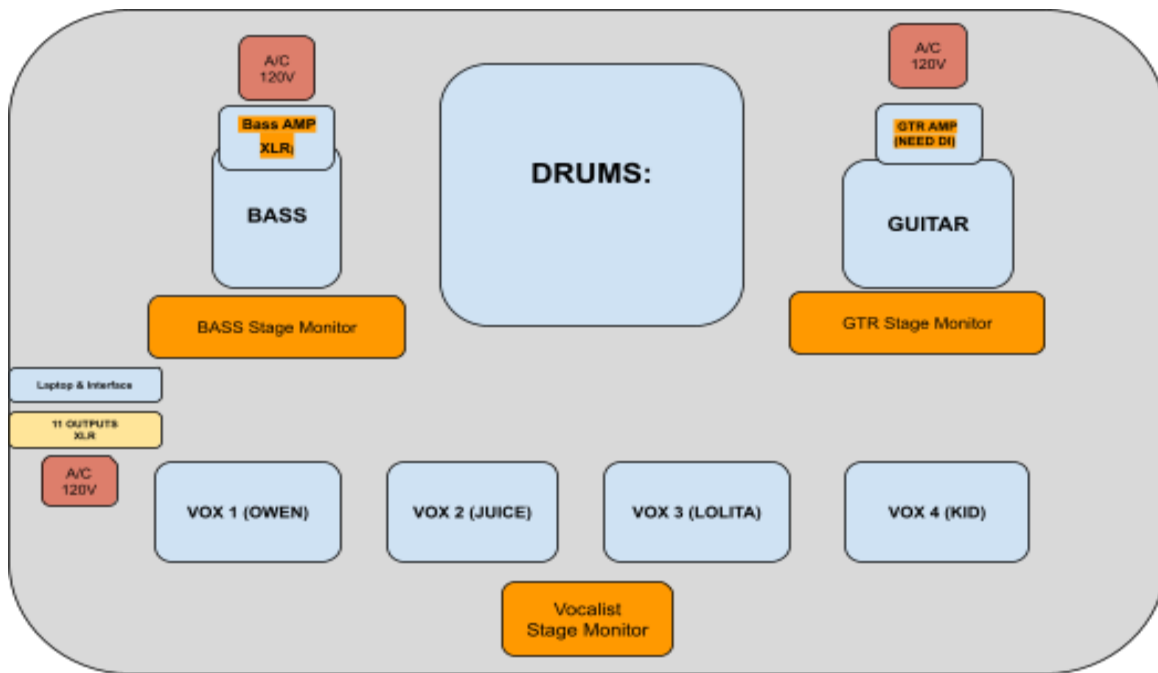 A/C
120V
A/C
120V
Bass AMP
XLR)
GTR AMP
(NEED DI)
DRUMS:
BASS
GUITAR
BASS Stage Monitor
GTR Stage Monitor
Laptop & Interface
11 OUTPUTS
XLR
A/C
120V
VOX 1 (OWEN)
VOX 2 (JUICE)
VOX 3 (LOLITA)
VOX 4 (KID)
Vocalist
Stage Monitor